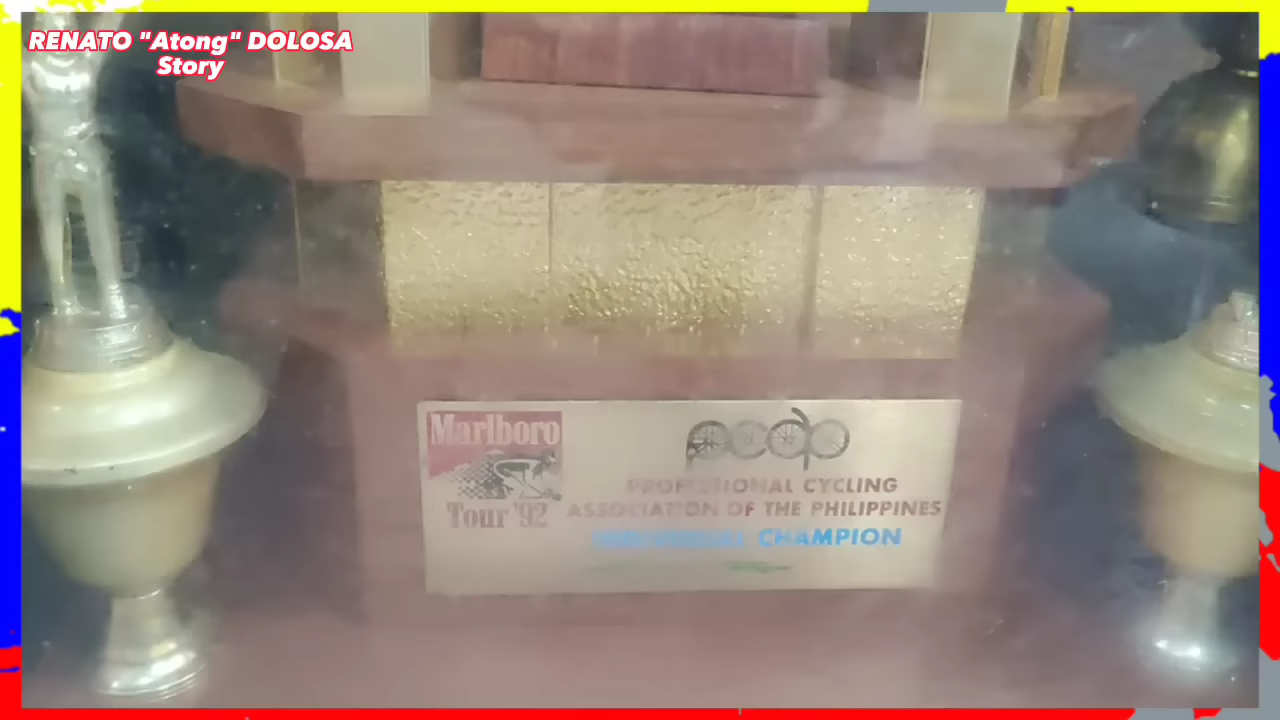 RENATO "Atong" DOLOSA
Story
Marlboro
Tour '92
pcap
PROFESSIONAL CYCLING
ASSOCIATION OF THE PHILIPPINES
CHAMPION